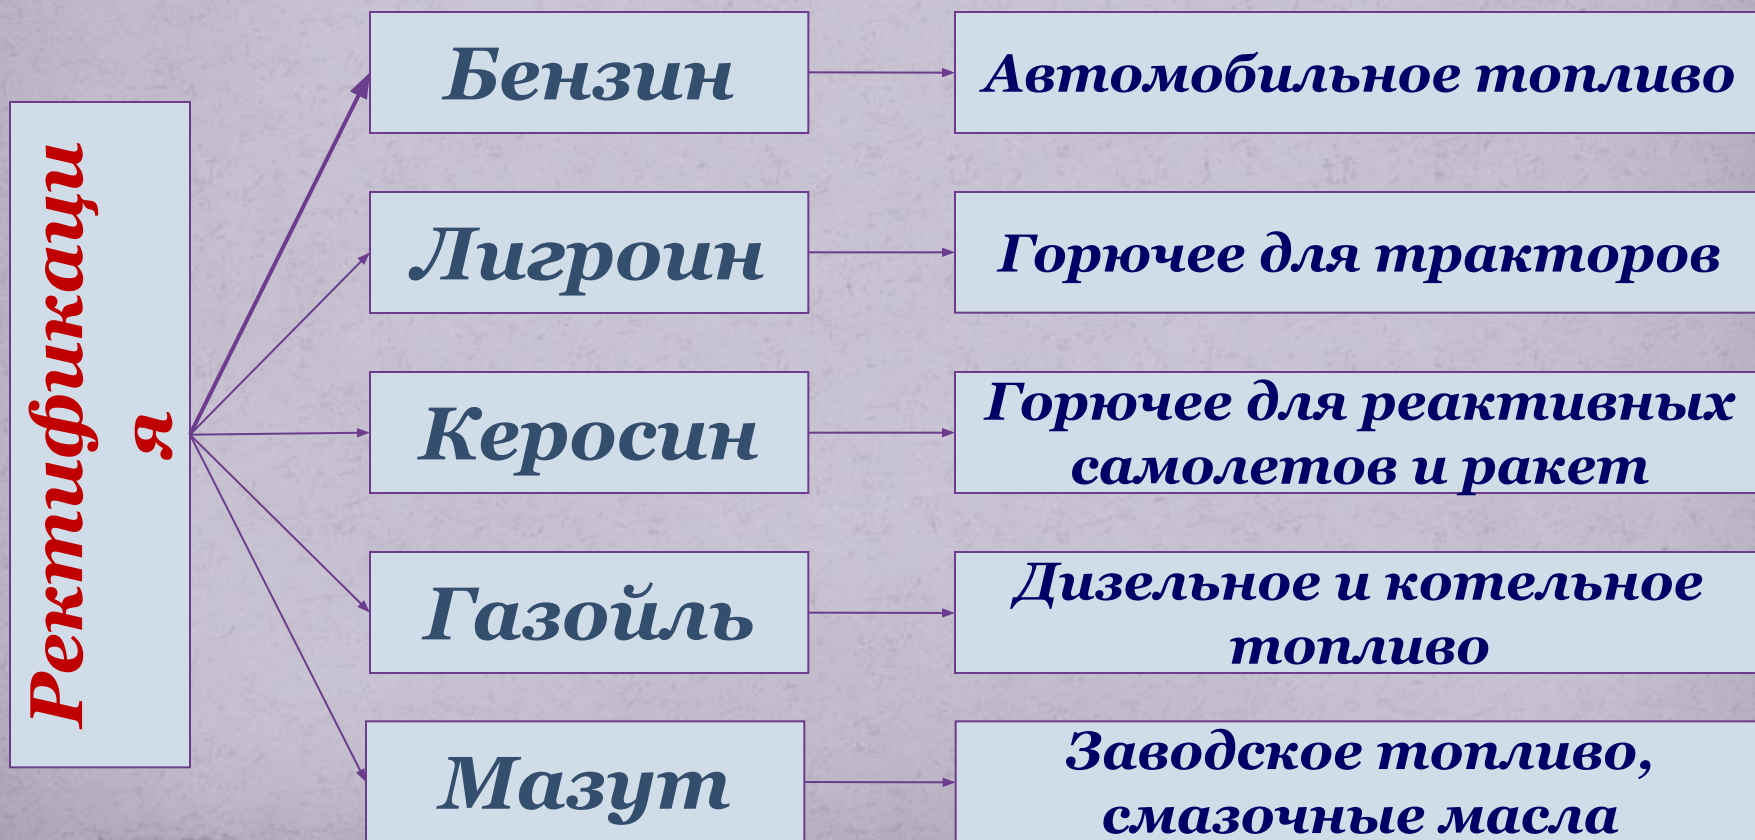 Ректификаци
я
Бензин
Автомобильное топливо
Лигроин
Горючее для тракторов
Керосин
Горючее для реактивных
самолетов и ракет
Газойль
Дизельное и котельное
топливо
Мазут
Заводское топливо,
смазочные масла